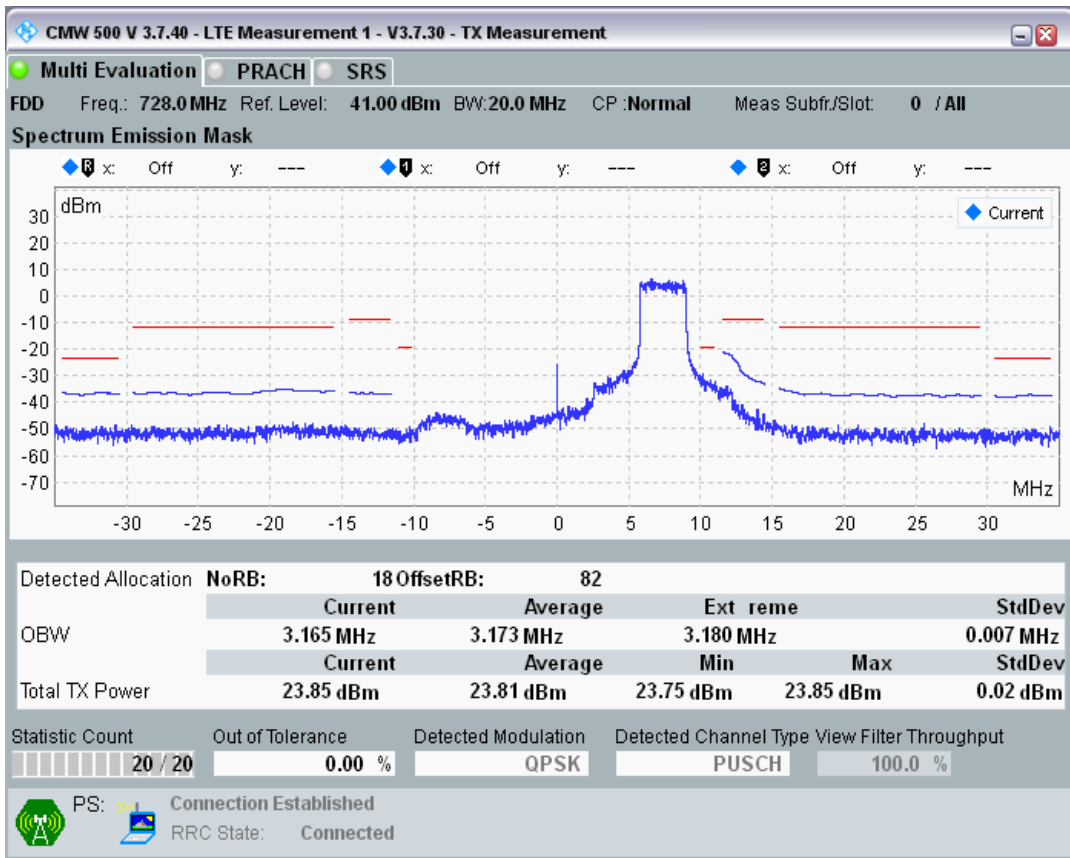 CMW 500 V 3.7.40 - LTE Measurement 1 - V3.7.30 - TX Measurement
Multi Evaluation PRACH SRS
FDD Freq.: 728.0 MHz Ref. Level: 41.00 dBm BW: 20.0 MHz CP :Normal Meas Subfr./Slot: 0 / All
Spectrum Emission Mask
R x: Off y: --- 1 x: Off y: --- 2 x: Off y: ---
dBm
Current
30
20
10
0
-10
-20
-30
-40
-50
-60
-70
MHz
-30 -25 -20 -15 -10 -5 0 5 10 15 20 25 30
Detected Allocation NoRB: 18 OffsetRB: 82
Current Average Ext reme StdDev
OBW 3.165 MHz 3.173 MHz 3.180 MHz 0.007 MHz
Current Average Min Max StdDev
Total TX Power 23.85 dBm 23.81 dBm 23.75 dBm 23.85 dBm 0.02 dBm
Statistic Count Out of Tolerance Detected Modulation Detected Channel Type View Filter Throughput
20 / 20 0.00 % QPSK PUSCH 100.0 %
PS: Connection Established
RRC State: Connected